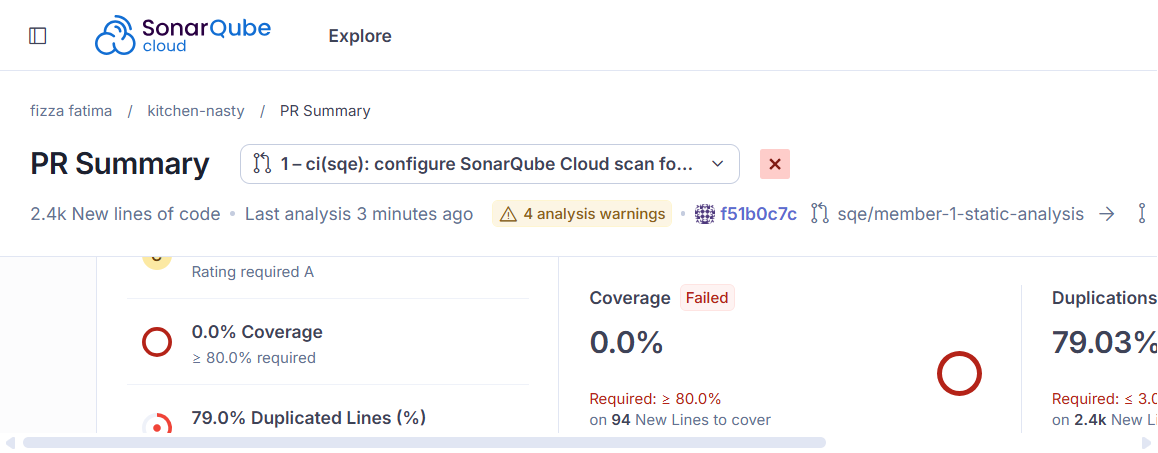 SonarQube cloud
Explore
fizza fatima / kitchen-nasty / PR Summary
PR Summary
1 – ci(sqe): configure SonarQube Cloud scan fo...
2.4k New lines of code • Last analysis 3 minutes ago 4 analysis warnings • f51b0c7c sqe/member-1-static-analysis →
Rating required A
0.0% Coverage
≥ 80.0% required
79.0% Duplicated Lines (%)
Coverage Failed
0.0%
Required: ≥ 80.0%
on 94 New Lines to cover
Duplications
79.03%
Required: ≤ 3.0
on 2.4k New Li